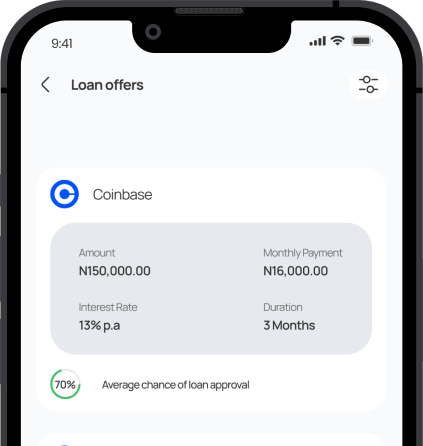 9:41
Loan offers
Coinbase
Amount
N150,000.00
Monthly Payment
N16,000.00
Interest Rate
13% p.a
Duration
3 Months
70%
Average chance of loan approval